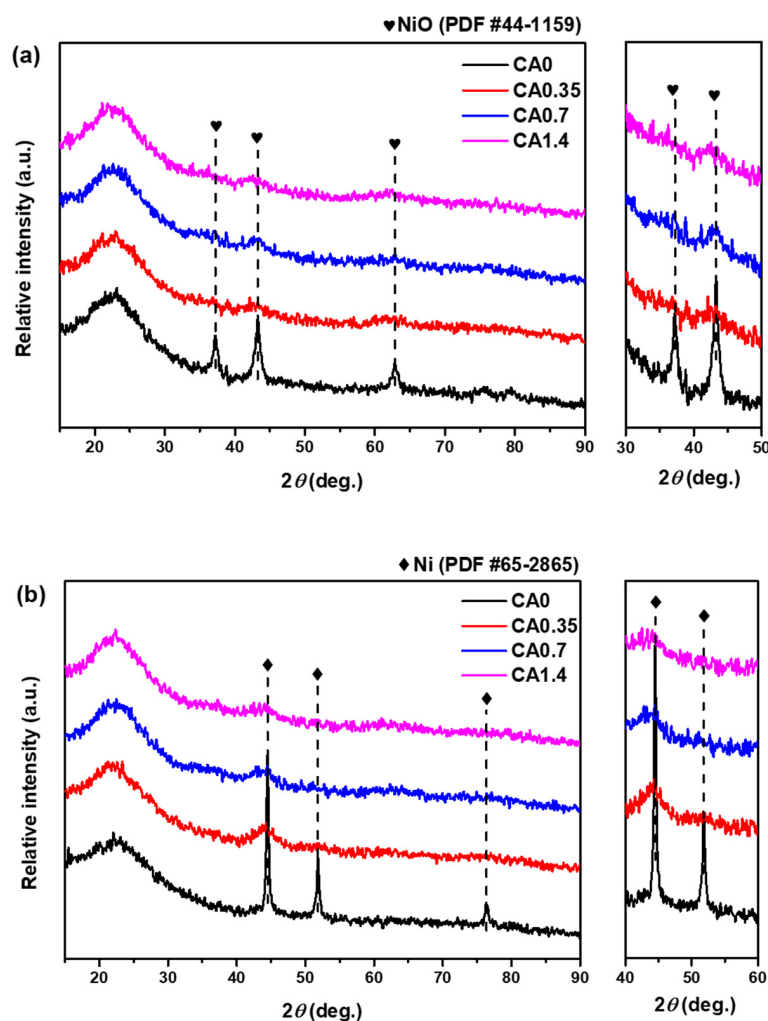 ♥NiO (PDF #44-1159)
(a)
CA0
CA0.35
CA0.7
CA1.4
Relative intensity (a.u.)
20 30 40 50 60 70 80 90
2θ (deg.)
30 40 50
2θ (deg.)
♦Ni (PDF #65-2865)
(b)
CA0
CA0.35
CA0.7
CA1.4
Relative intensity (a.u.)
20 30 40 50 60 70 80 90
2θ (deg.)
40 50 60
2θ (deg.)